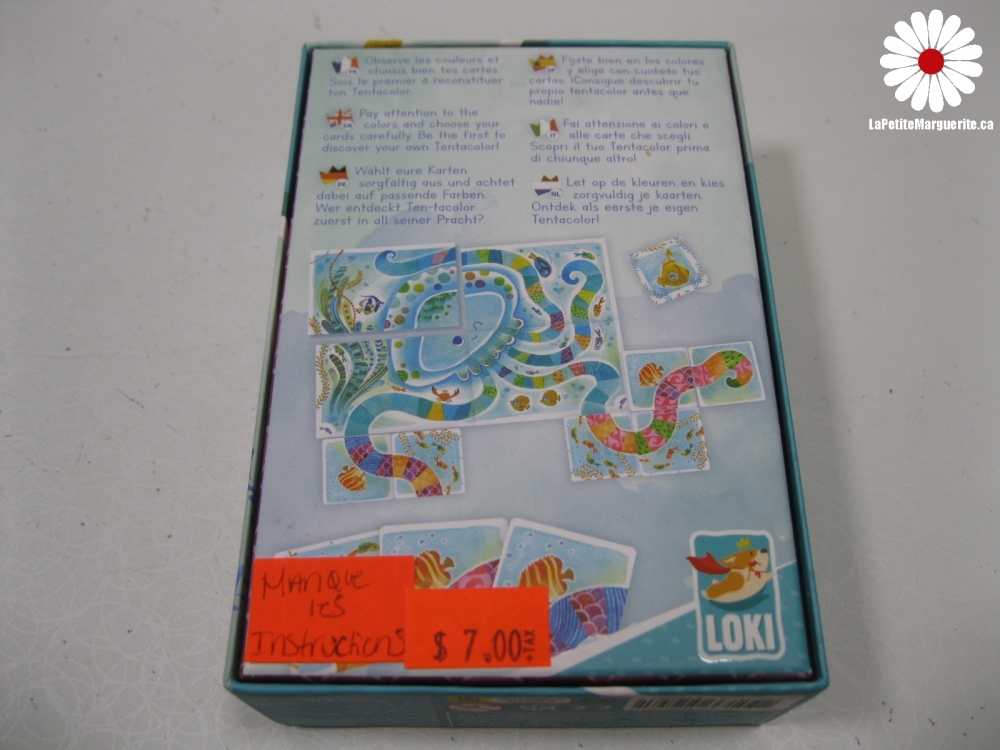 LaPetiteMarguerite.ca
Observe les couleurs et
choisis bien tes cartes.
Sois le premier à reconstituer
ton Tentacolor.
Pay attention to the
colors and choose your
cards carefully. Be the first to
discover your own Tentacolor!
Wählt eure Karten
sorgfältig aus und achtet
dabei auf passende Farben.
Wer entdeckt Ten-tacolor
zuerst in all seiner Pracht?
Fíjate bien en los colores
y elige con cuidado tus
cartas. ¡Consigue descubrir tu
propio tentacolor antes que
nadie!
Fai attenzione ai colori e
alle carte che scegli.
Scopri il tuo Tentacolor prima
di chiunque altro!
Let op de kleuren en kies
zorgvuldig je kaarten.
Ontdek als eerste je eigen
Tentacolor!
MANQUE
les
Instructions
$ 7.00 +TAX
LOKI